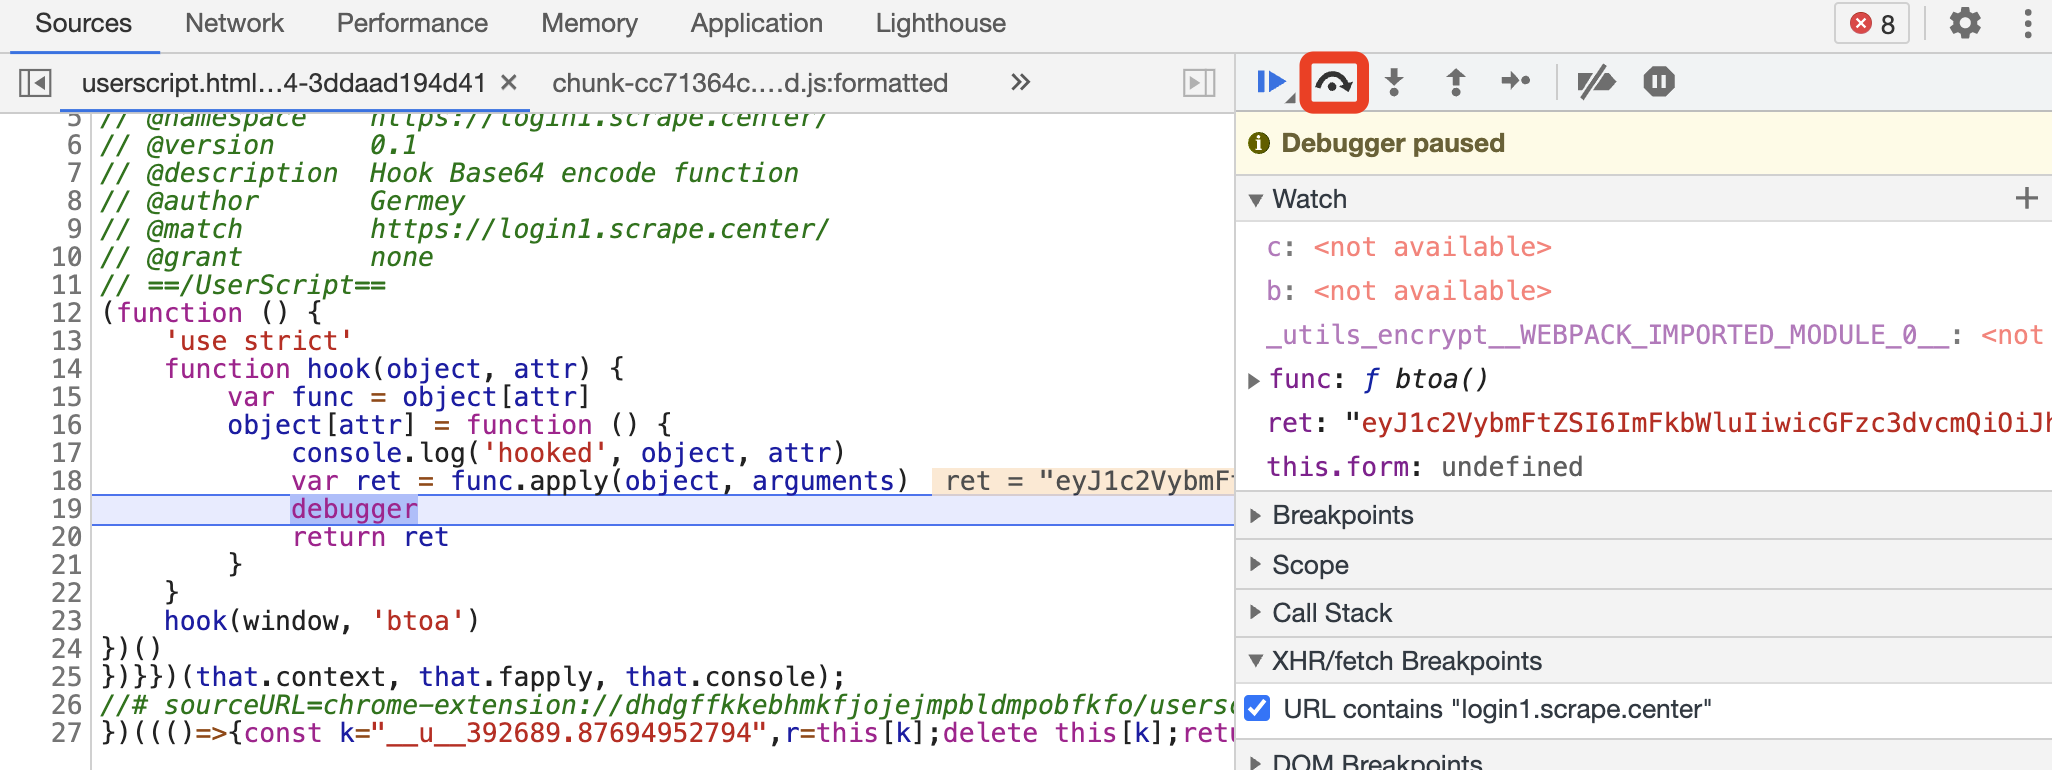 Sources Network Performance Memory Application Lighthouse 8
userscript.html…4-3ddaad194d41 × chunk-cc71364c.…d.js:formatted »
Debugger paused
5 // @namespace https://login1.scrape.center/
6 // @version 0.1
7 // @description Hook Base64 encode function
8 // @author Germey
9 // @match https://login1.scrape.center/
10 // @grant none
11 // ==/UserScript==
12 (function () {
13 'use strict'
14 function hook(object, attr) {
15 var func = object[attr]
16 object[attr] = function () {
17 console.log('hooked', object, attr)
18 var ret = func.apply(object, arguments) ret = "eyJ1c2VybmF
19 debugger
20 return ret
21 }
22 }
23 hook(window, 'btoa')
24 })()
25 })}})(that.context, that.fapply, that.console);
26 //# sourceURL=chrome-extension://dhdgffkkebhmkfjojejmpbldmpobfkfo/usersc
27 })((()=>{const k="__u__392689.87694952794",r=this[k];delete this[k];retu
Watch +
c: <not available>
b: <not available>
_utils_encrypt__WEBPACK_IMPORTED_MODULE_0__: <not
func: ƒ btoa()
ret: "eyJ1c2VybmFtZSI6ImFkbWluIiwicGFzc3dvcmQiOiJh
this.form: undefined
Breakpoints
Scope
Call Stack
XHR/fetch Breakpoints
URL contains "login1.scrape.center"
DOM Breakpoints